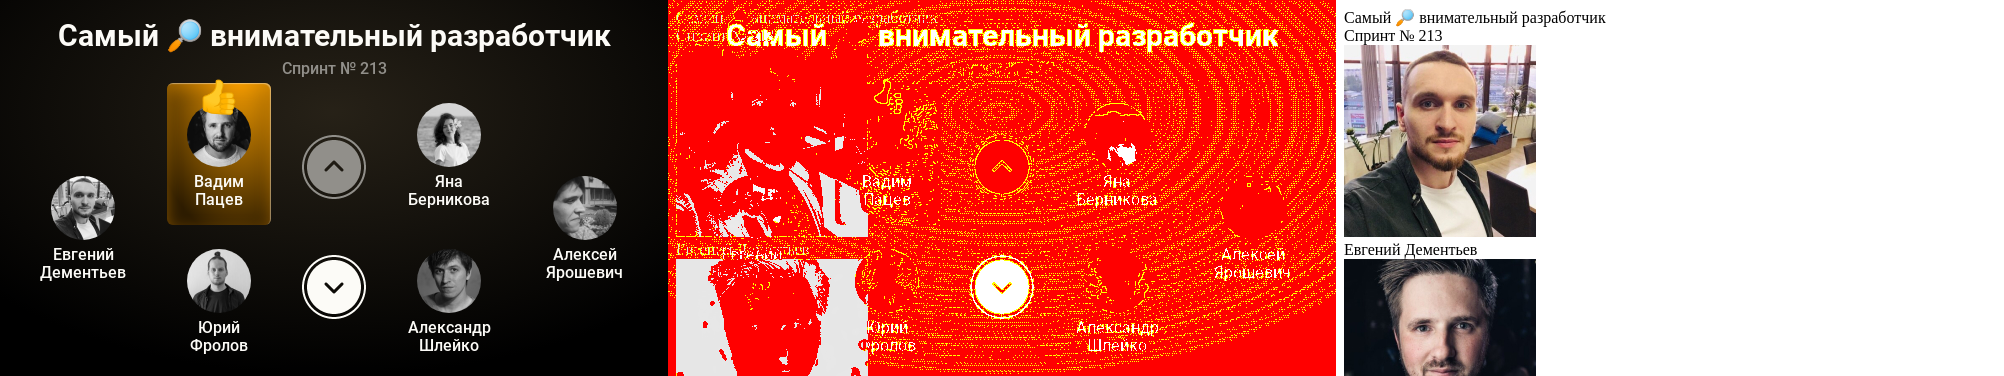 Самый 🔎 внимательный разработчик
Спринт № 213
Вадим
Пацев
Яна
Берникова
Евгений
Дементьев
Алексей
Ярошевич
Юрий
Фролов
Александр
Шлейко
Самый внимательный разработчик
Вадим
Пацев
Яна
Берникова
Алексей
Ярошевич
Юрий
Фролов
Александр
Шлейко
Самый 🔎 внимательный разработчик
Спринт № 213
Евгений Дементьев